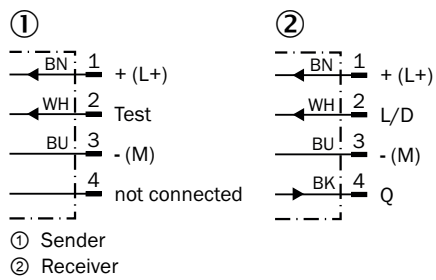 ① ②
BN 1 + (L+) BN 1 + (L+)
WH 2 Test WH 2 L/D
BU 3 - (M) BU 3 - (M)
4 not connected BK 4 Q
① Sender
② Receiver